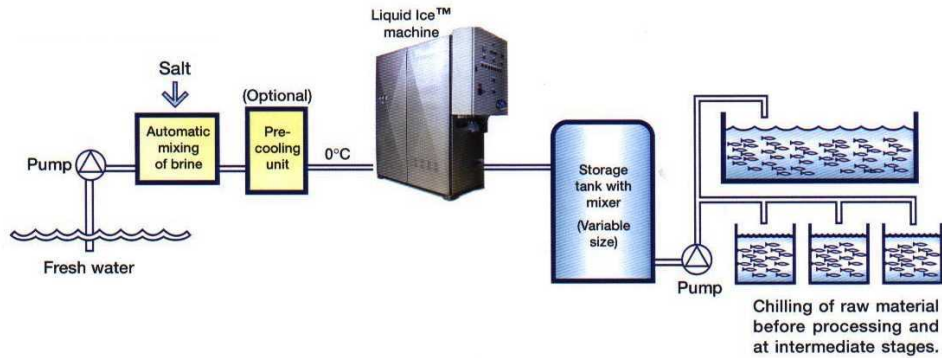 Liquid Ice™
machine
Salt
(Optional)
Automatic
mixing
of brine
Pre-
cooling
unit
0°C
Pump
Fresh water
Storage
tank with
mixer
(Variable
size)
Pump
Chilling of raw material
before processing and
at intermediate stages.